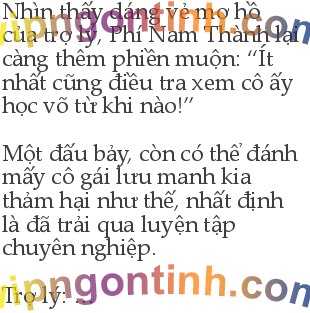 Nhìn thấy dáng vẻ mơ hồ
của trợ lý, Phí Nam Thành lại
càng thêm phiền muộn: “Ít
nhất cũng điều tra xem cô ấy
học võ từ khi nào!”
Một đấu bảy, còn có thể đánh
mấy cô gái lưu manh kia
thảm hại như thế, nhất định
là đã trải qua luyện tập
chuyên nghiệp.
vipngontinh.com
Trợ lý: ...